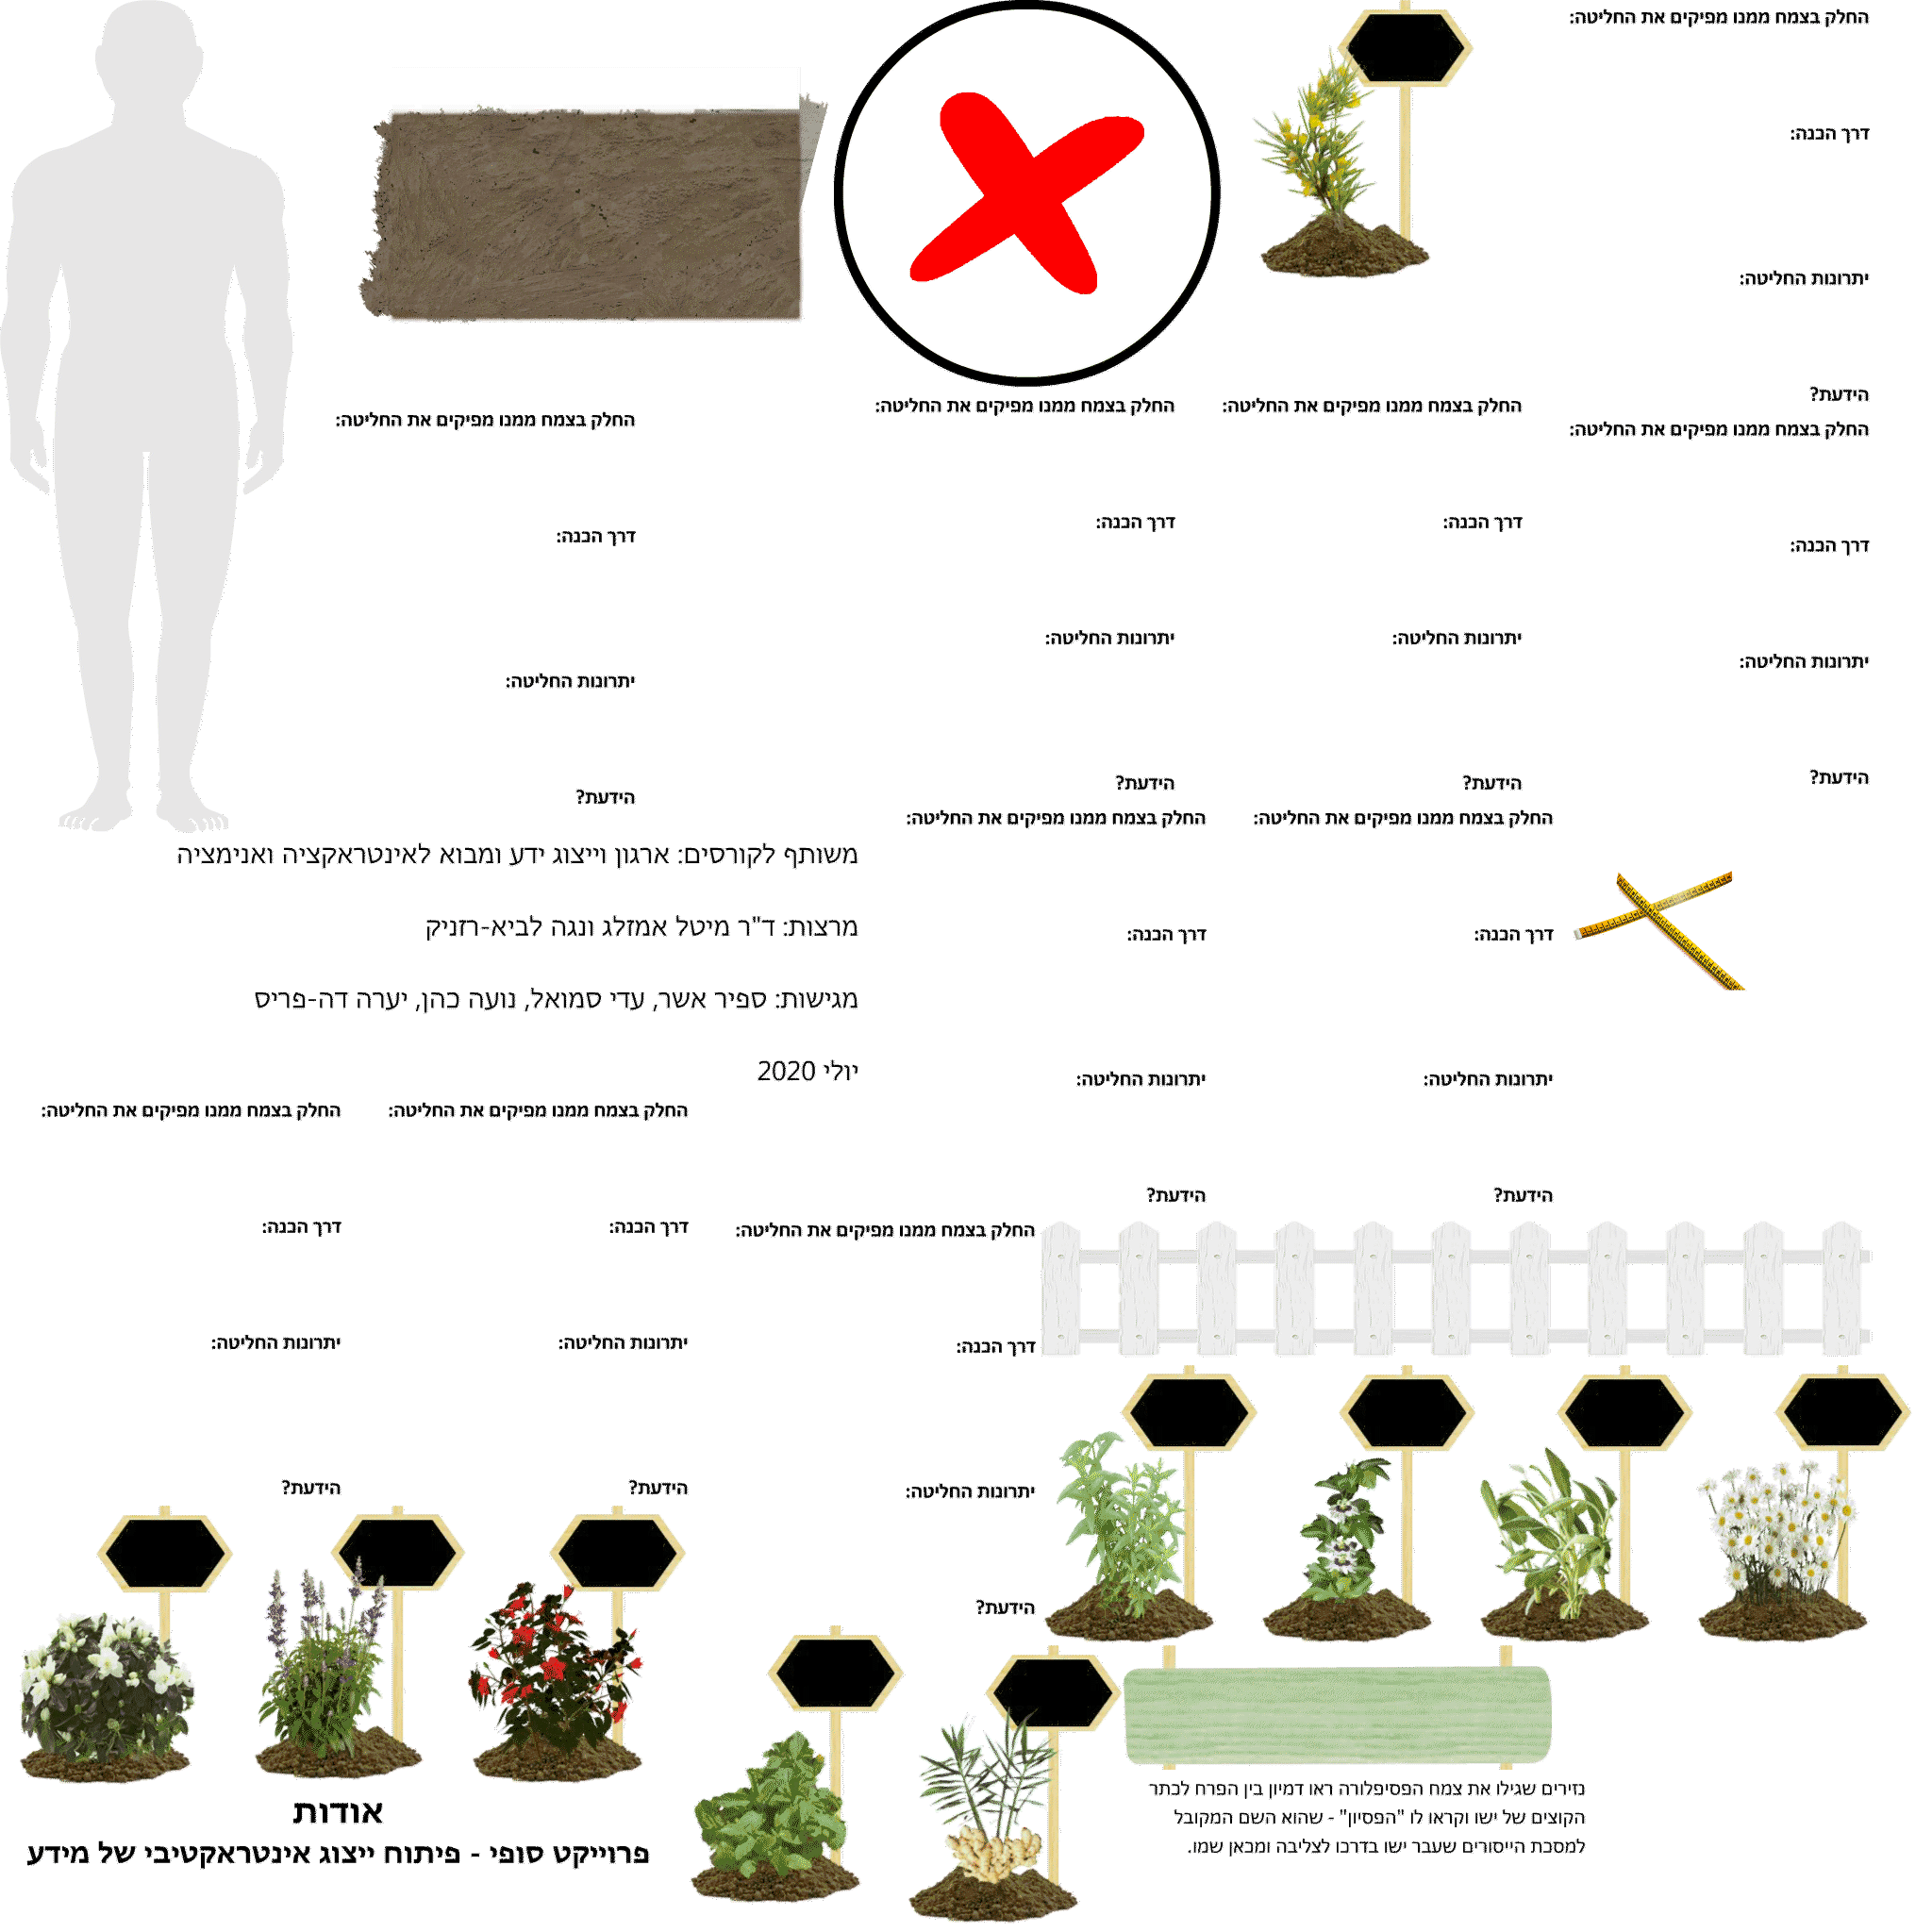 החלק בצמח ממנו מפיקים את החליטה:
דרך הכנה:
יתרונות החליטה:
הידעת?
החלק בצמח ממנו מפיקים את החליטה:
דרך הכנה:
יתרונות החליטה:
הידעת?
החלק בצמח ממנו מפיקים את החליטה:
דרך הכנה:
יתרונות החליטה:
הידעת?
החלק בצמח ממנו מפיקים את החליטה:
דרך הכנה:
יתרונות החליטה:
הידעת?
החלק בצמח ממנו מפיקים את החליטה:
דרך הכנה:
יתרונות החליטה:
הידעת?
החלק בצמח ממנו מפיקים את החליטה:
דרך הכנה:
יתרונות החליטה:
הידעת?
החלק בצמח ממנו מפיקים את החליטה:
דרך הכנה:
יתרונות החליטה:
הידעת?
משותף לקורסים: ארגון וייצוג ידע ומבוא לאינטראקציה ואנימציה
מרצות: ד"ר מיטל אמזלג ונגה לביא-רזניק
מגישות: ספיר אשר, עדי סמואל, נועה כהן, יערה דה-פריס
יולי 2020
החלק בצמח ממנו מפיקים את החליטה:
דרך הכנה:
יתרונות החליטה:
הידעת?
החלק בצמח ממנו מפיקים את החליטה:
דרך הכנה:
יתרונות החליטה:
הידעת?
החלק בצמח ממנו מפיקים את החליטה:
דרך הכנה:
יתרונות החליטה:
הידעת?
נזירים שגילו את צמח הפסיפלורה ראו דמיון בין הפרח לכתר
הקוצים של ישו וקראו לו "הפסיון" - שהוא השם המקובל
למסכת הייסורים שעבר ישו בדרכו לצליבה ומכאן שמו.
אודות
פרוייקט סופי - פיתוח ייצוג אינטראקטיבי של מידע